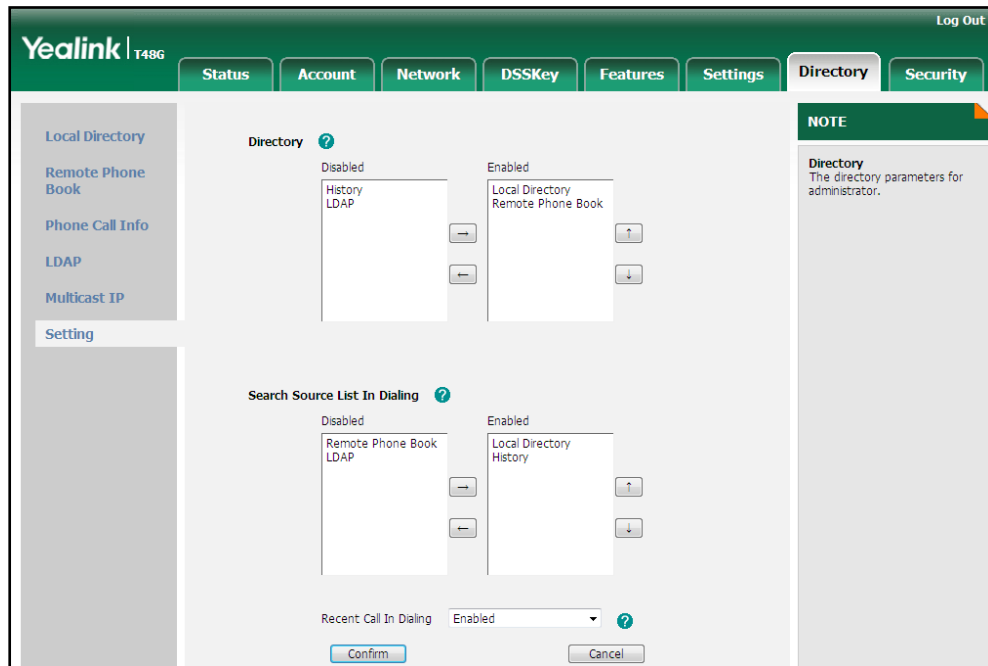 Log Out
Yealink T48G
Status Account Network DSSKey Features Settings Directory Security
Local Directory
Remote Phone
Book
Phone Call Info
LDAP
Multicast IP
Setting
Directory ?
Disabled Enabled
History
LDAP
Local Directory
Remote Phone Book
→
←
↑
↓
Search Source List In Dialing ?
Disabled Enabled
Remote Phone Book
LDAP
Local Directory
History
→
←
↑
↓
Recent Call In Dialing Enabled ?
Confirm Cancel
NOTE
Directory
The directory parameters for
administrator.